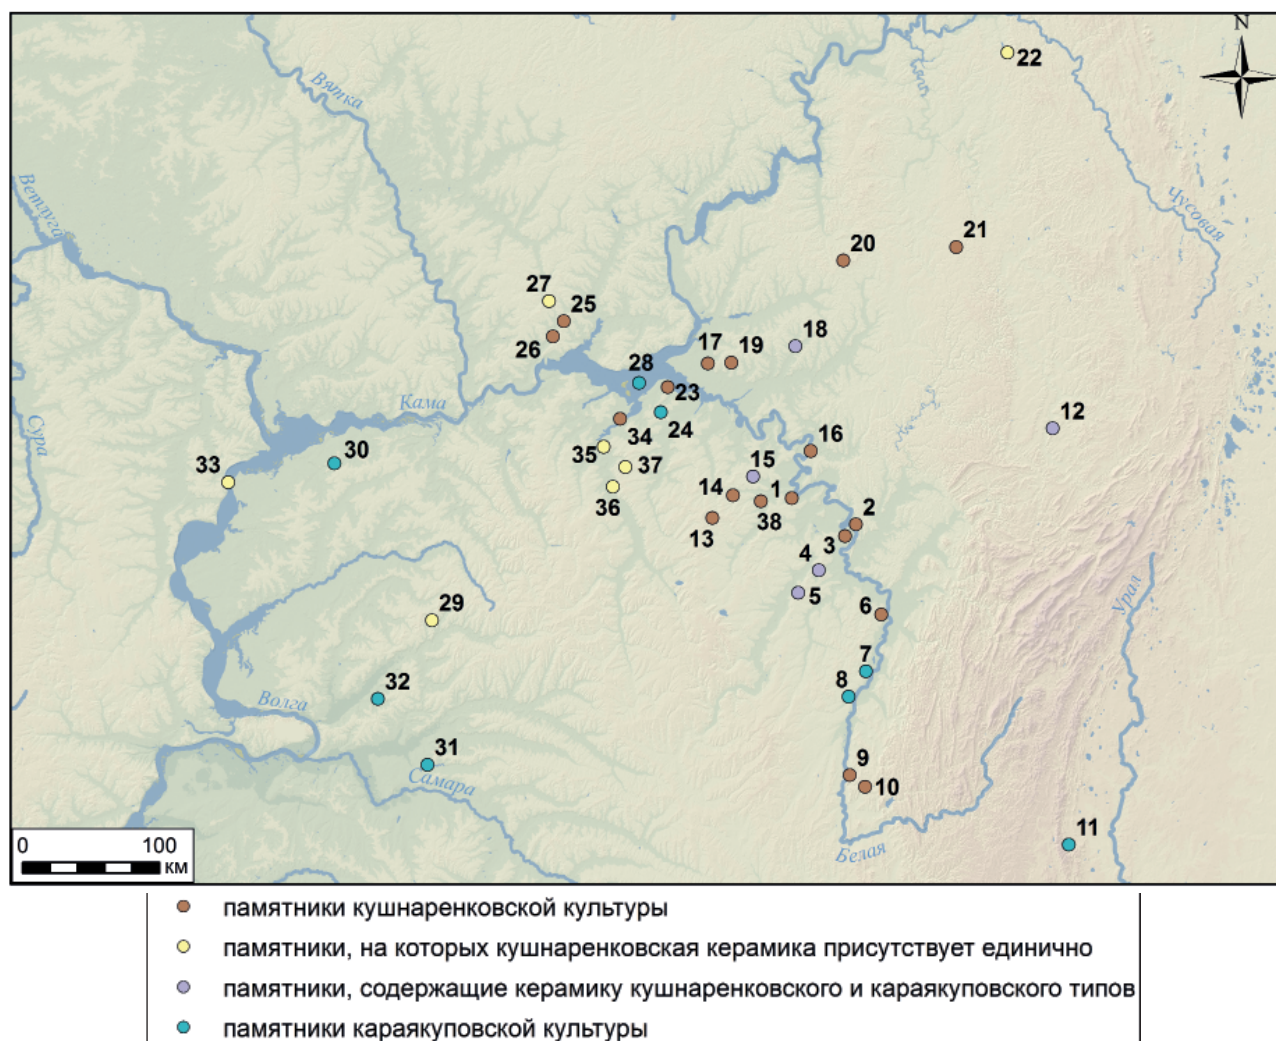 N
22
Вятка
Ветлуга
Чусовая
20
21
27
25
26
18
17
19
28
23
Кама
24
12
34
16
35
37
15
30
33
Сура
36
14
1
38
13
2
3
4
5
Урал
29
6
7
8
32
Волга
31
Самара
9
10
11
Белая
0 100
км
памятники кушнаренковской культуры
памятники, на которых кушнаренковская керамика присутствует единично
памятники, содержащие керамику кушнаренковского и караякуповского типов
памятники караякуповской культуры